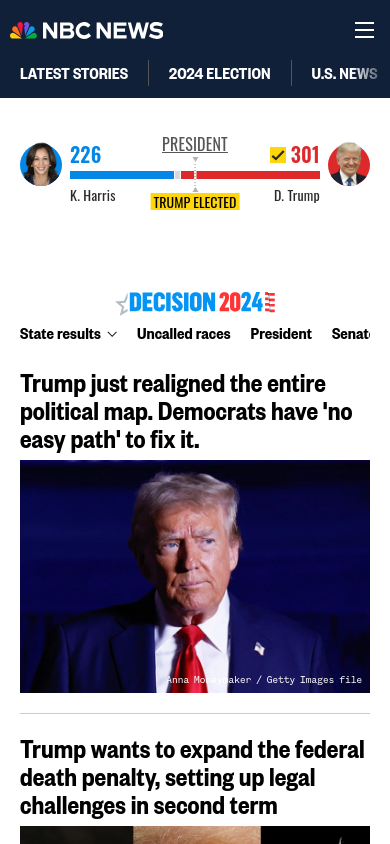 NBC NEWS
LATEST STORIES
2024 ELECTION
U.S. NEWS
PRESIDENT
226
301
K. Harris
D. Trump
TRUMP ELECTED
DECISION 2024
State results
Uncalled races
President
Senate
Trump just realigned the entire
political map. Democrats have 'no
easy path' to fix it.
Anna Moneymaker / Getty Images file
Trump wants to expand the federal
death penalty, setting up legal
challenges in second term